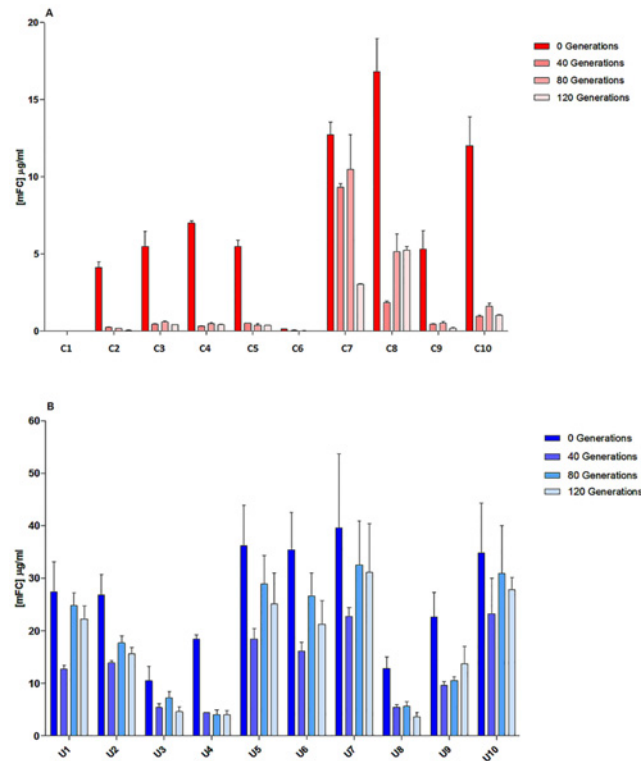 A
20
15
10
5
0
[mFC] µg/ml
0 Generations
40 Generations
80 Generations
120 Generations
C1 C2 C3 C4 C5 C6 C7 C8 C9 C10
B
60
50
40
30
20
10
0
[mFC] µg/ml
0 Generations
40 Generations
80 Generations
120 Generations
U1 U2 U3 U4 U5 U6 U7 U8 U9 U10